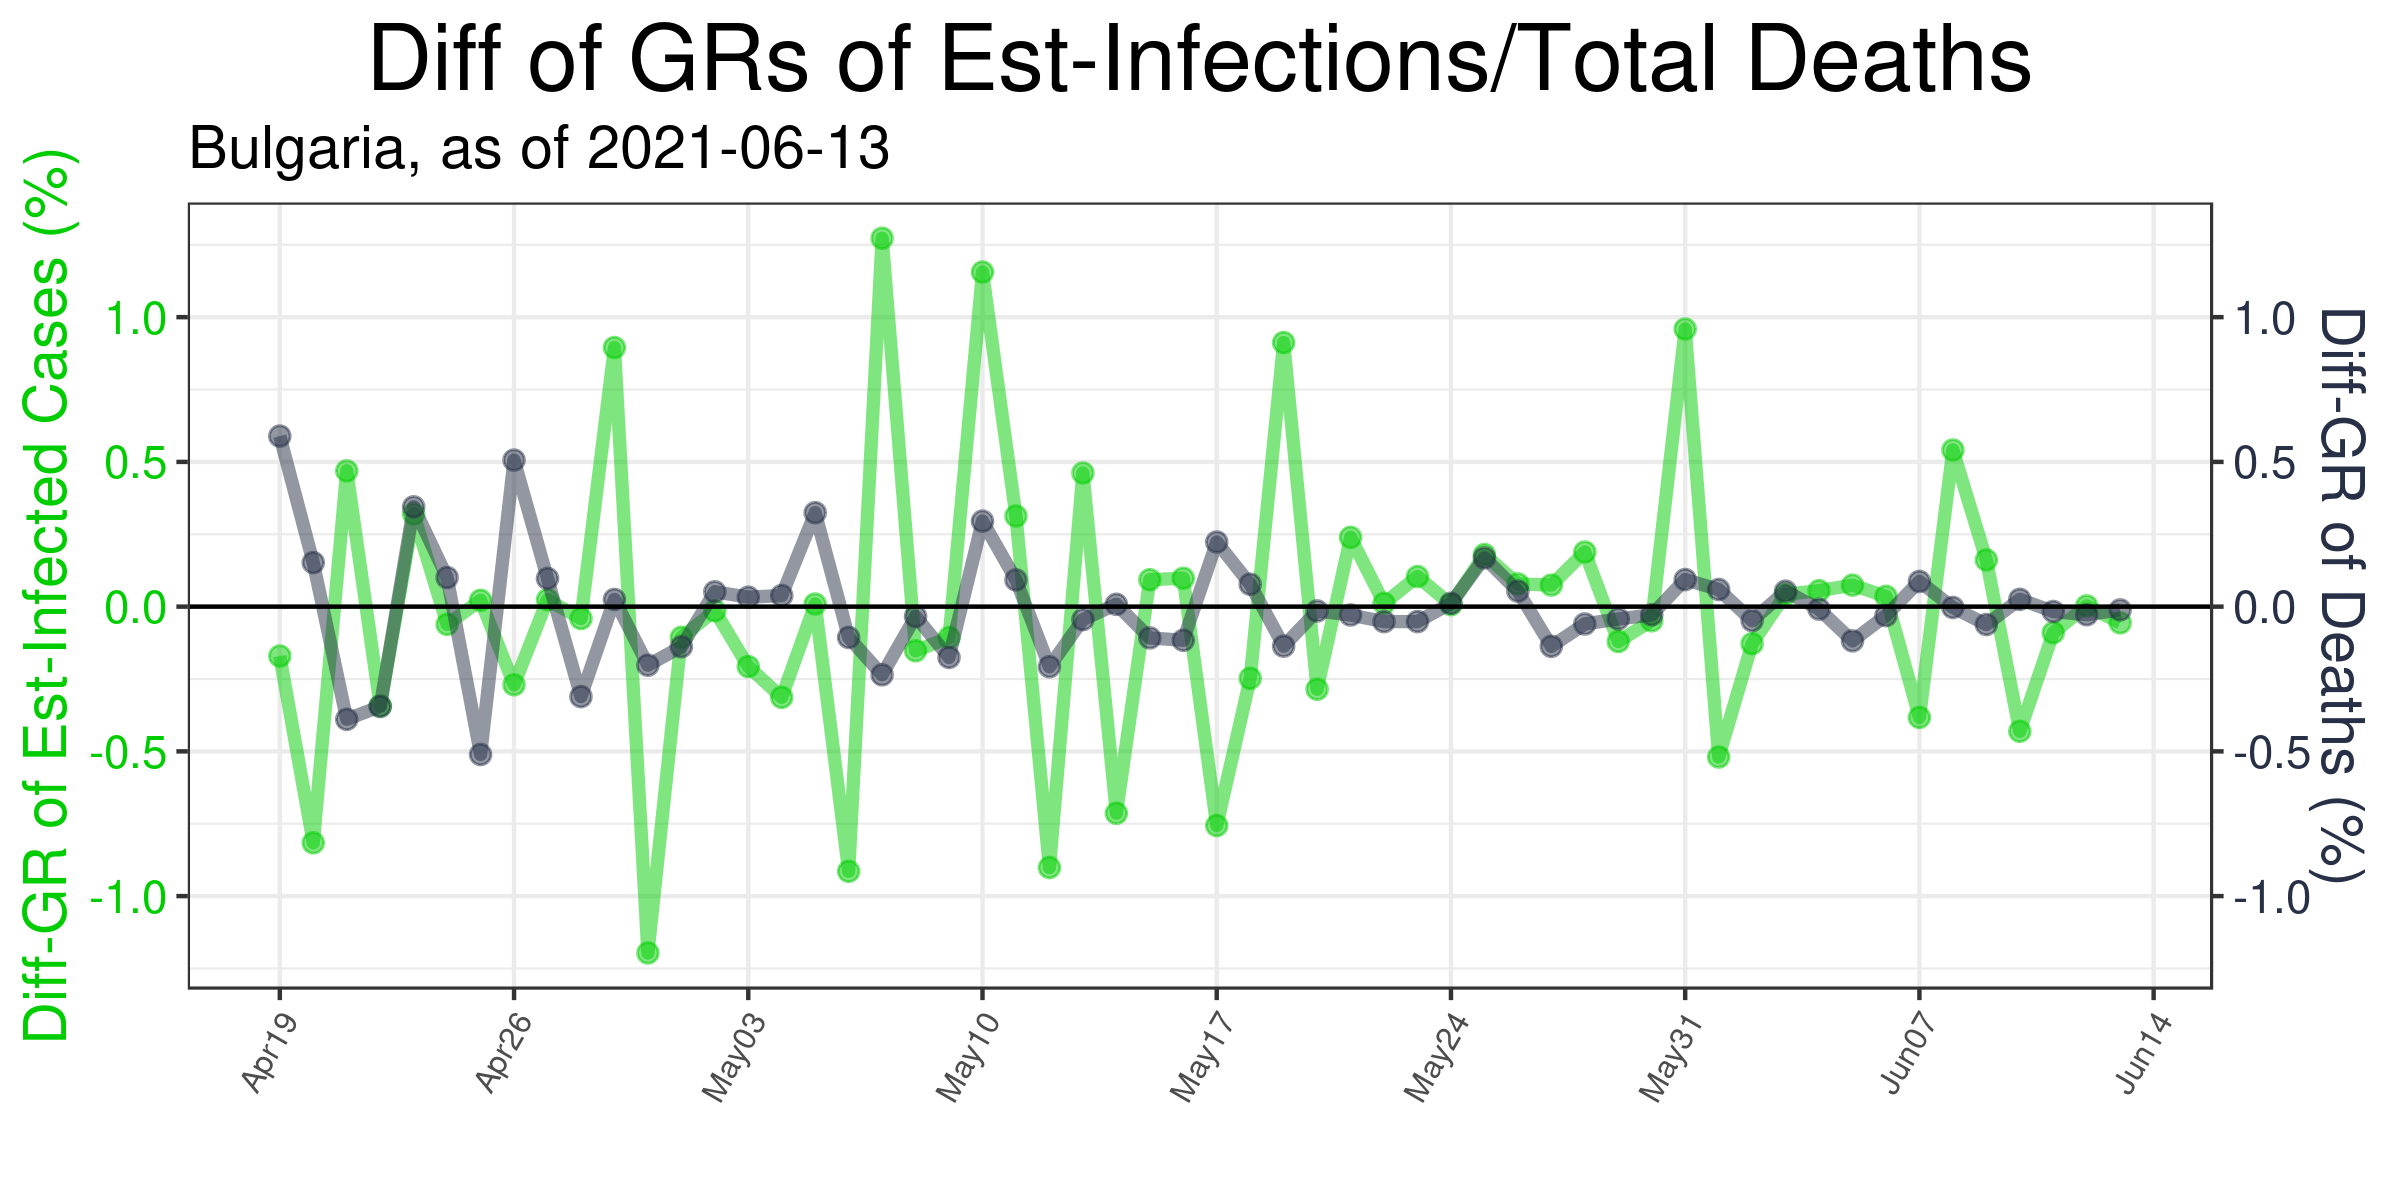 Diff of GRs of Est-Infections/Total Deaths
Bulgaria, as of 2021-06-13
Diff-GR of Est-Infected Cases (%)
1.0
0.5
0.0
-0.5
-1.0
1.0
0.5
0.0
-0.5
-1.0
Diff-GR of Deaths (%)
Apr19
Apr26
May03
May10
May17
May24
May31
Jun07
Jun14